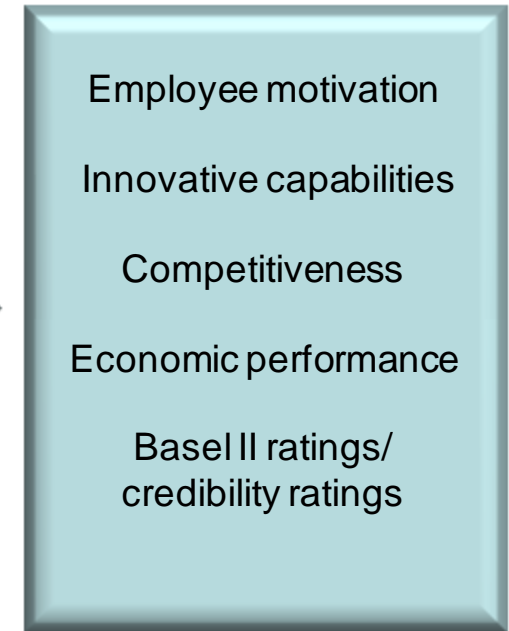 Employee motivation
Innovative capabilities
Competitiveness
Economic performance
Basel II ratings/
credibility ratings